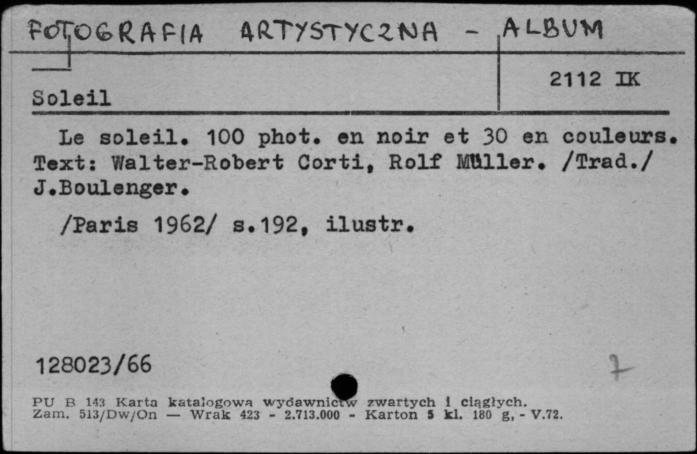 FOTOGRAFIA ARTYSTYCZNA - ALBUM
2112 IK
Soleil
Le soleil. 100 phot. en noir et 30 en couleurs.
Text: Walter-Robert Corti, Rolf Müller. /Trad./
J.Boulenger.
/Paris 1962/ s.192, ilustr.
128023/66
7
PU B 143 Karta katalogowa wydawnictw zwartych i ciągłych.
Zam. 513/Dw/On — Wrak 423 - 2.713.000 - Karton 5 kl. 180 g, - V.72.